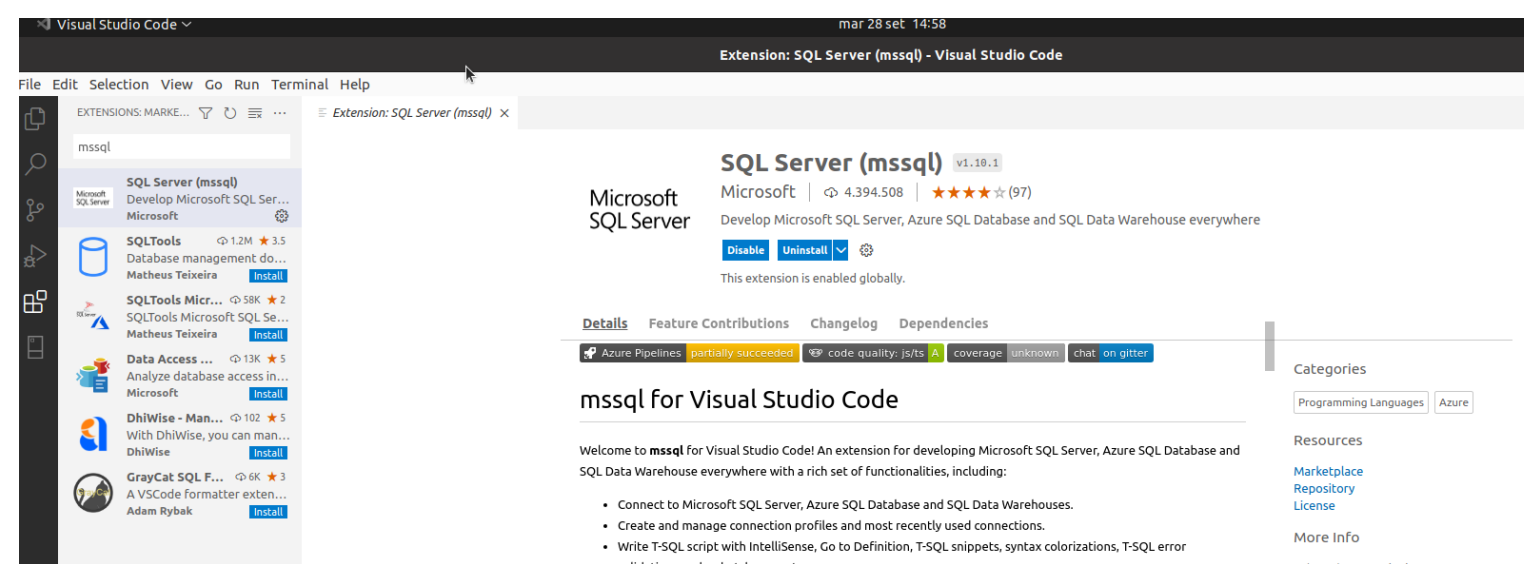 Visual Studio Code
mar 28 set 14:58
Extension: SQL Server (mssql) - Visual Studio Code
File Edit Selection View Go Run Terminal Help
EXTENSIONS: MARKE...
mssql
Microsoft
SQL Server
SQL Server (mssql)
Develop Microsoft SQL Ser...
Microsoft
SQLTools 1.2M 3.5
Database management do...
Matheus Teixeira Install
SQLTools Micr... 58K 2
SQLTools Microsoft SQL Se...
Matheus Teixeira Install
Data Access ... 13K 5
Analyze database access in...
Microsoft Install
DhiWise - Man... 102 5
With DhiWise, you can man...
DhiWise Install
GrayCat SQL F... 6K 3
A VSCode formatter exten...
Adam Rybak Install
Extension: SQL Server (mssql)
Microsoft
SQL Server
SQL Server (mssql) v1.10.1
Microsoft 4.394.508 (97)
Develop Microsoft SQL Server, Azure SQL Database and SQL Data Warehouse everywhere
Disable Uninstall
This extension is enabled globally.
Details Feature Contributions Changelog Dependencies
Azure Pipelines partially succeeded code quality: js/ts A coverage unknown chat on gitter
mssql for Visual Studio Code
Welcome to mssql for Visual Studio Code! An extension for developing Microsoft SQL Server, Azure SQL Database and
SQL Data Warehouse everywhere with a rich set of functionalities, including:
• Connect to Microsoft SQL Server, Azure SQL Database and SQL Data Warehouses.
• Create and manage connection profiles and most recently used connections.
• Write T-SQL script with IntelliSense, Go to Definition, T-SQL snippets, syntax colorizations, T-SQL error
Categories
Programming Languages Azure
Resources
Marketplace
Repository
License
More Info